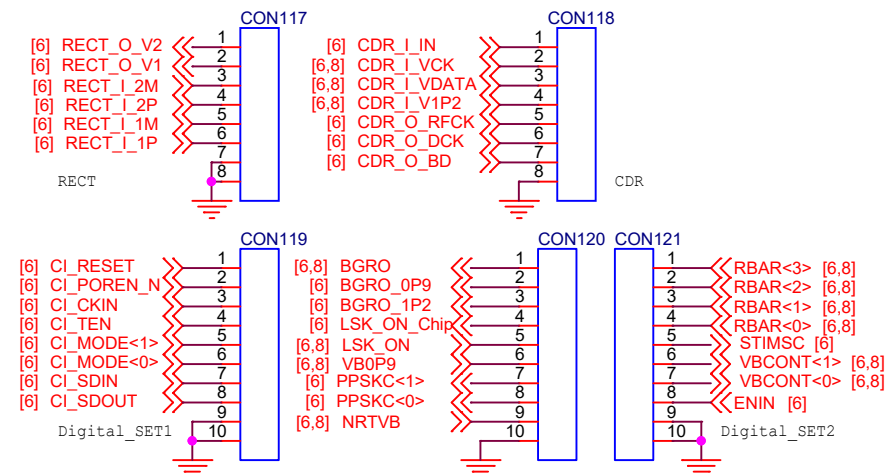 CON117
[6] RECT_O_V2 1
[6] RECT_O_V1 2
[6] RECT_I_2M 3
[6] RECT_I_2P 4
[6] RECT_I_1M 5
[6] RECT_I_1P 6
7
8
RECT
CON118
[6] CDR_I_IN 1
[6,8] CDR_I_VCK 2
[6,8] CDR_I_VDATA 3
[6,8] CDR_I_V1P2 4
[6] CDR_O_RFCK 5
[6] CDR_O_DCK 6
[6] CDR_O_BD 7
8
CDR
CON119
[6] CI_RESET 1
[6] CI_POREN_N 2
[6] CI_CKIN 3
[6] CI_TEN 4
[6] CI_MODE<1> 5
[6] CI_MODE<0> 6
[6] CI_SDIN 7
[6] CI_SDOUT 8
9
10
Digital_SET1
CON120
[6,8] BGRO 1
[6] BGRO_0P9 2
[6] BGRO_1P2 3
[6] LSK_ON_Chip 4
[6,8] LSK_ON 5
[6,8] VB0P9 6
[6] PPSKC<1> 7
[6] PPSKC<0> 8
[6,8] NRTVB 9
10
CON121
1 RBAR<3> [6,8]
2 RBAR<2> [6,8]
3 RBAR<1> [6,8]
4 RBAR<0> [6,8]
5 STIMSC [6]
6 VBCONT<1> [6,8]
7 VBCONT<0> [6,8]
8 ENIN [6]
9
10
Digital_SET2